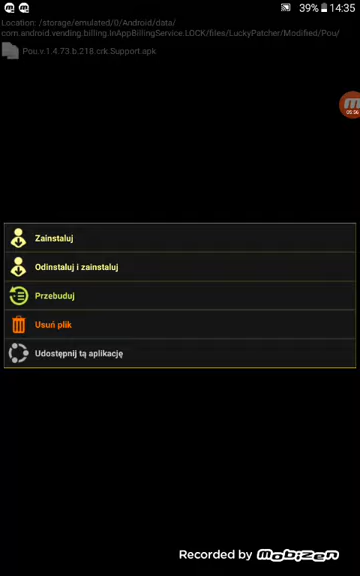 39% 14:35
Location: /storage/emulated/0/Android/data/
com.android.vending.billing.InAppBillingService.LOCK/files/LuckyPatcher/Modified/Pou/
Pou.v.1.4.73.b.218.crk.Support.apk
05:56
Zainstaluj
Odinstaluj i zainstaluj
Przebuduj
Usuń plik
Udostępnij tą aplikację
Recorded by Mobizen